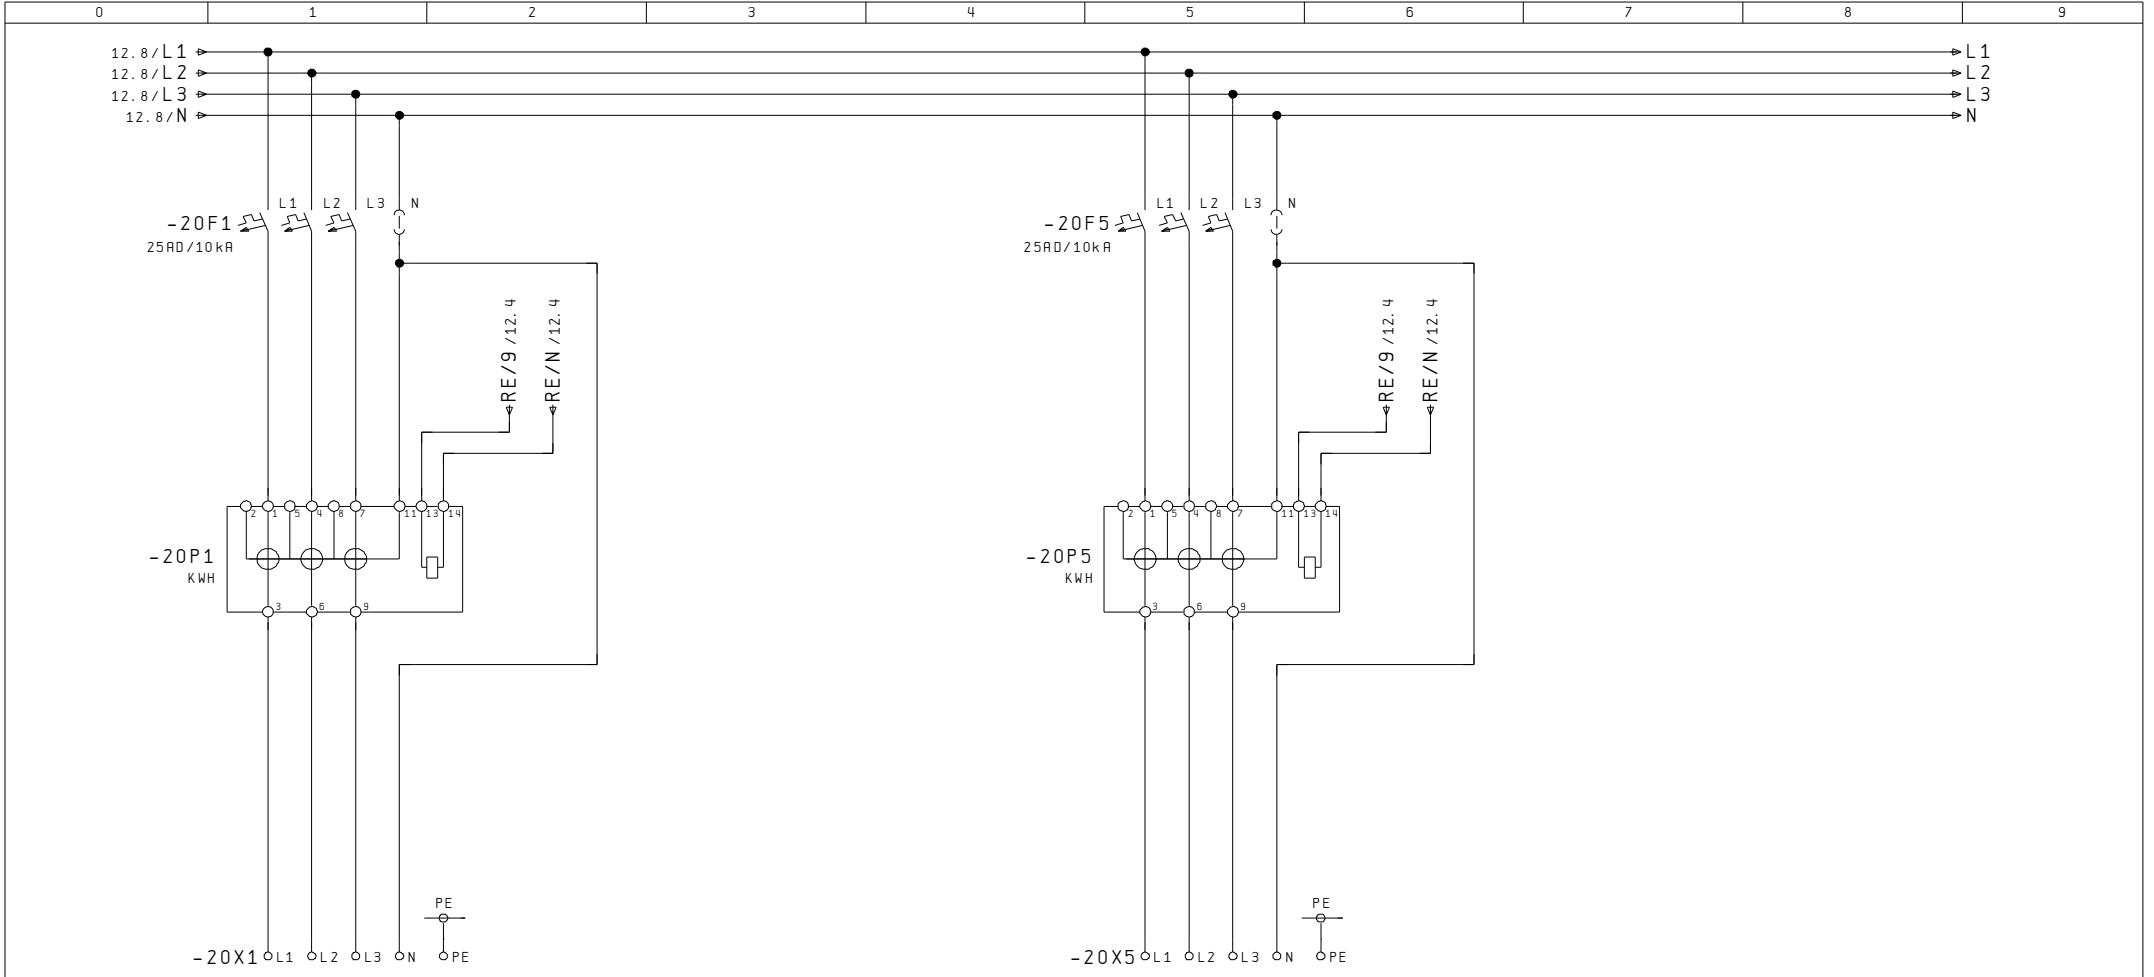 0 1 2 3 4 5 6 7 8 9
12.8/L1 L1
12.8/L2 L2
12.8/L3 L3
12.8/N N
L1 L2 L3 N L1 L2 L3 N
-20F1 -20F5
25AD/10kA 25AD/10kA
RE/9 /12.4 RE/N /12.4 RE/9 /12.4 RE/N /12.4
2 1 5 4 8 7 11 13 14 2 1 5 4 8 7 11 13 14
-20P1 -20P5
KWH KWH
3 6 9 3 6 9
PE PE
-20X1 L1 L2 L3 N PE -20X5 L1 L2 L3 N PE